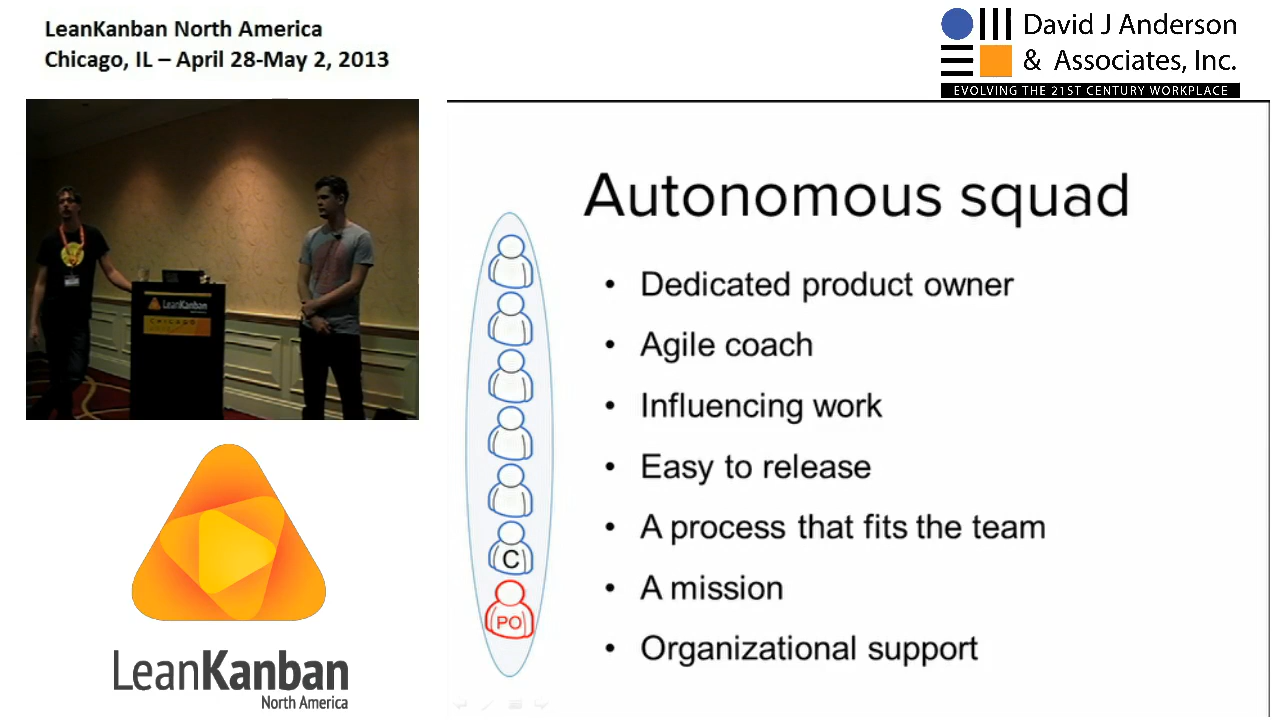 LeanKanban North America
Chicago, IL – April 28-May 2, 2013
David J Anderson
& Associates, Inc.
EVOLVING THE 21ST CENTURY WORKPLACE
LeanKanban
CHICAGO
Autonomous squad
• Dedicated product owner
• Agile coach
• Influencing work
• Easy to release
• A process that fits the team
• A mission
• Organizational support
C
PO
LeanKanban
North America